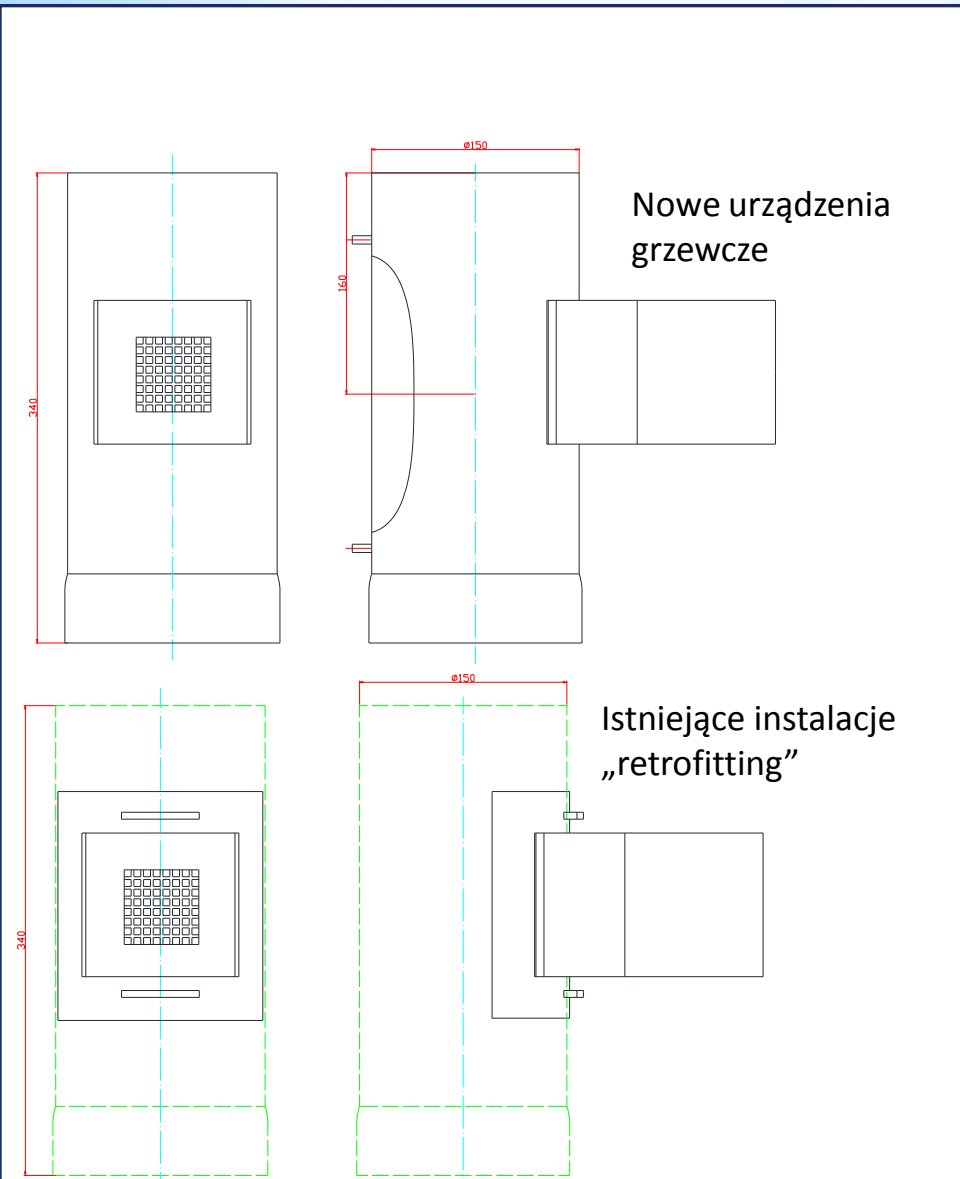 ø150
Nowe urządzenia
grzewcze
160
340
ø150
Istniejące instalacje
„retrofitting”
340